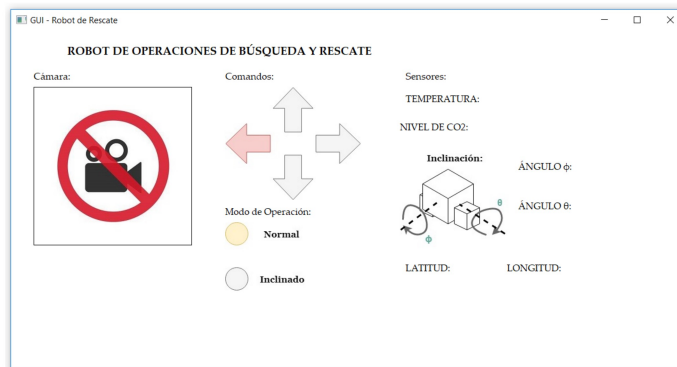 GUI - Robot de Rescate
ROBOT DE OPERACIONES DE BÚSQUEDA Y RESCATE
Cámara:
Comandos:
Sensores:
TEMPERATURA:
NIVEL DE CO2:
Inclinación:
ÁNGULO ϕ:
θ
ÁNGULO θ:
ϕ
Modo de Operación:
Normal
Inclinado
LATITUD:
LONGITUD: